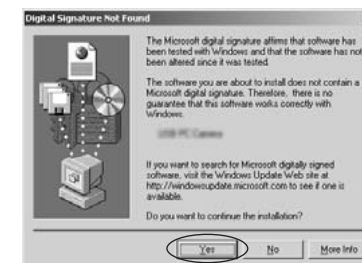 Digital Signature Not Found
The Microsoft digital signature affirms that software has
been tested with Windows and that the software has not
been altered since it was tested.
The software you are about to install does not contain a
Microsoft digital signature. Therefore, there is no
guarantee that this software works correctly with
Windows.
USB PC Camera
If you want to search for Microsoft digitally signed
software, visit the Windows Update Web site at
http://windowsupdate.microsoft.com to see if one is
available.
Do you want to continue the installation?
Yes No More Info